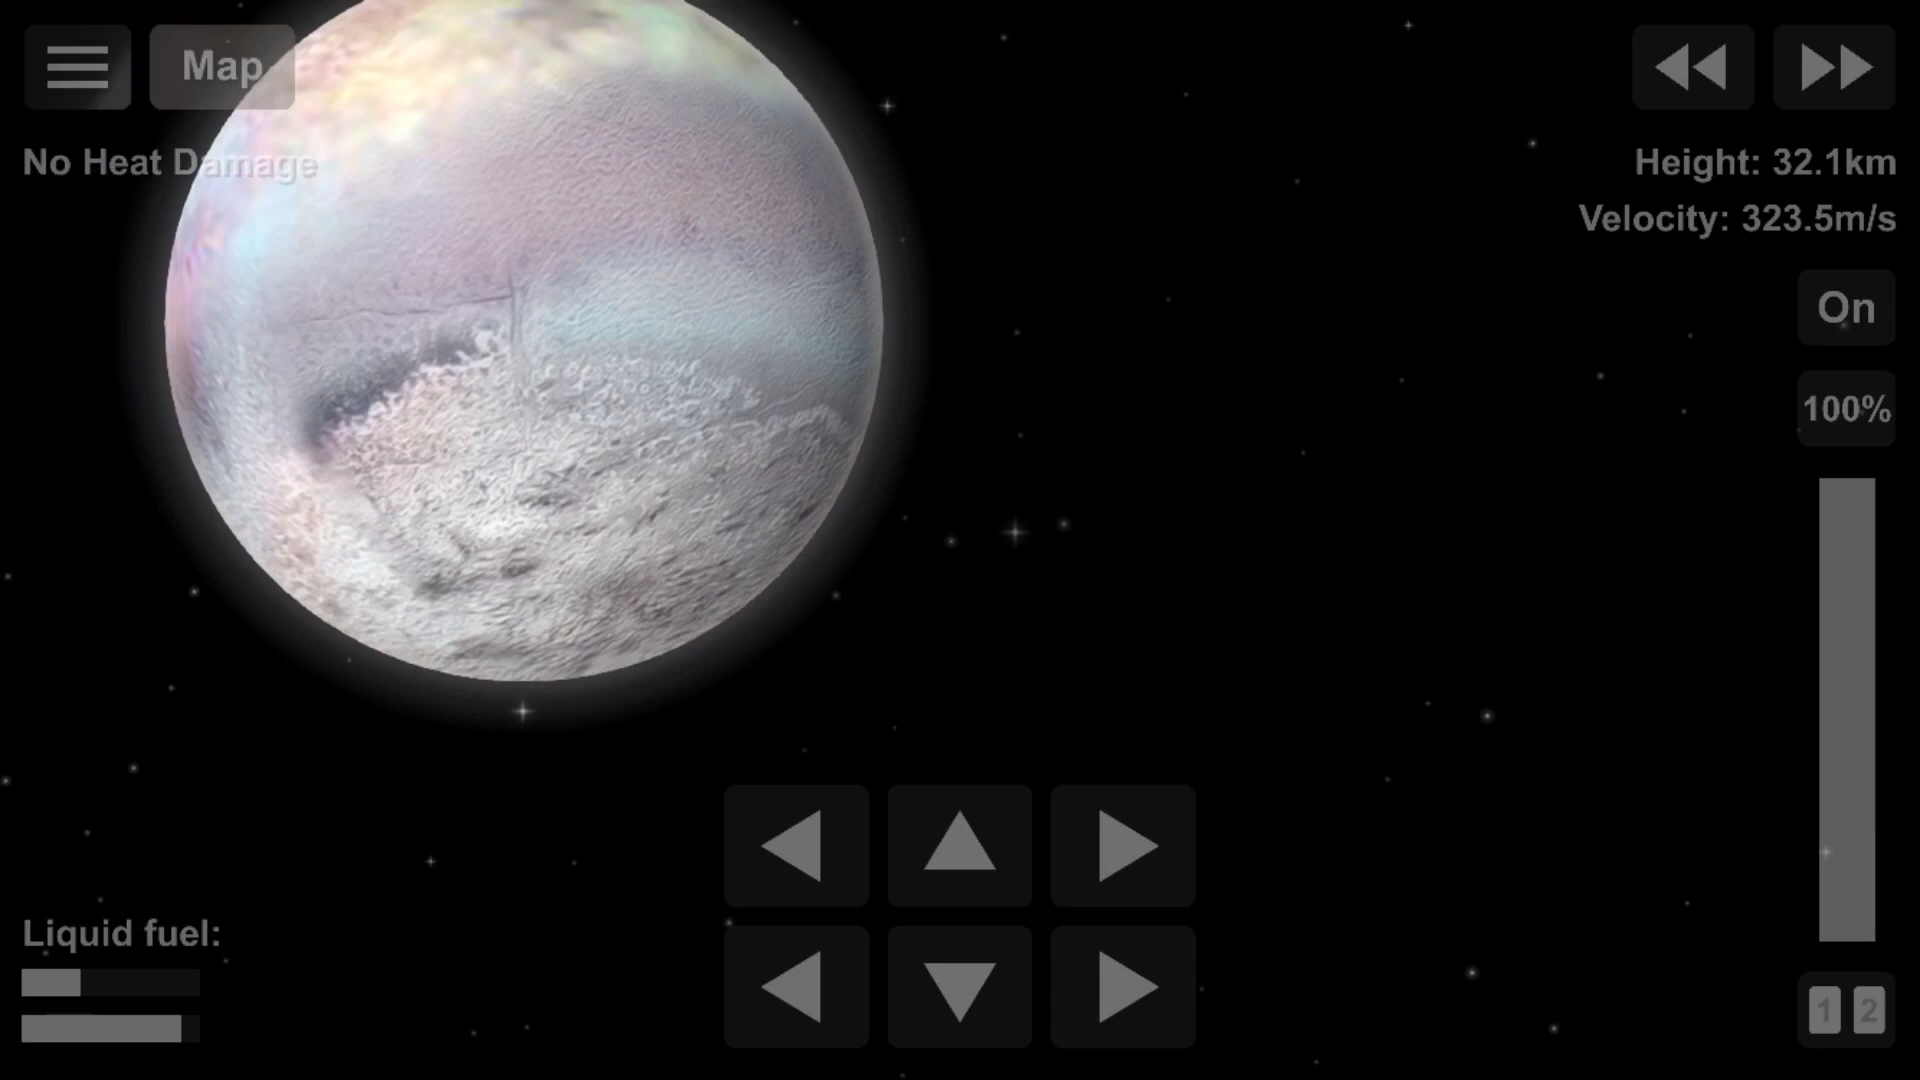 Map
No Heat Damage
Height: 32.1km
Velocity: 323.5m/s
On
100%
Liquid fuel:
1 2